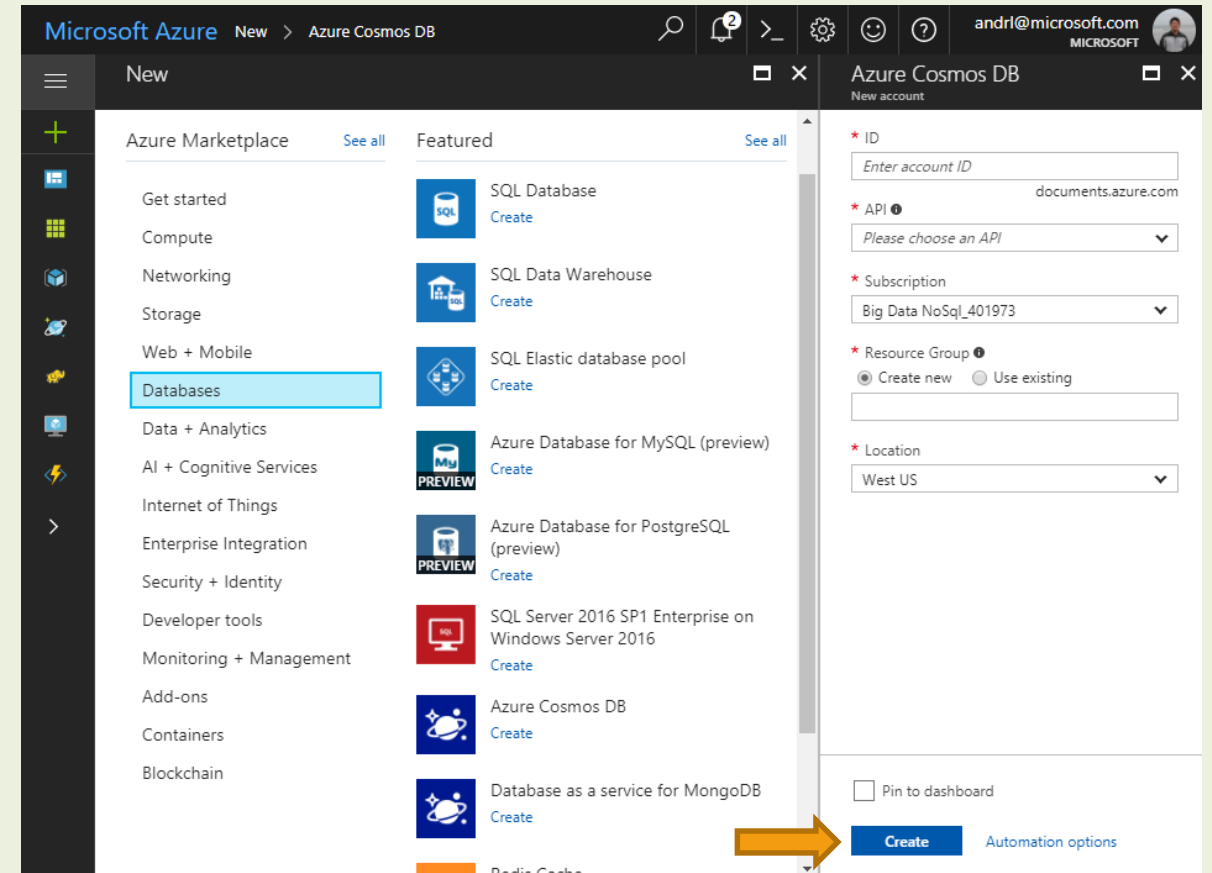 Microsoft Azure New > Azure Cosmos DB
2
andrl@microsoft.com
MICROSOFT
New
Azure Marketplace See all
Get started
Compute
Networking
Storage
Web + Mobile
Databases
Data + Analytics
AI + Cognitive Services
Internet of Things
Enterprise Integration
Security + Identity
Developer tools
Monitoring + Management
Add-ons
Containers
Blockchain
Featured See all
SQL
SQL Database
Create
SQL
SQL Data Warehouse
Create
SQL Elastic database pool
Create
My
PREVIEW
Azure Database for MySQL (preview)
Create
PREVIEW
Azure Database for PostgreSQL
(preview)
Create
SQL
SQL Server 2016 SP1 Enterprise on
Windows Server 2016
Create
Azure Cosmos DB
Create
Database as a service for MongoDB
Create
Redis Cache
Azure Cosmos DB
New account
* ID
Enter account ID
documents.azure.com
* API
Please choose an API
* Subscription
Big Data NoSql_401973
* Resource Group
Create new Use existing
* Location
West US
Pin to dashboard
Create Automation options